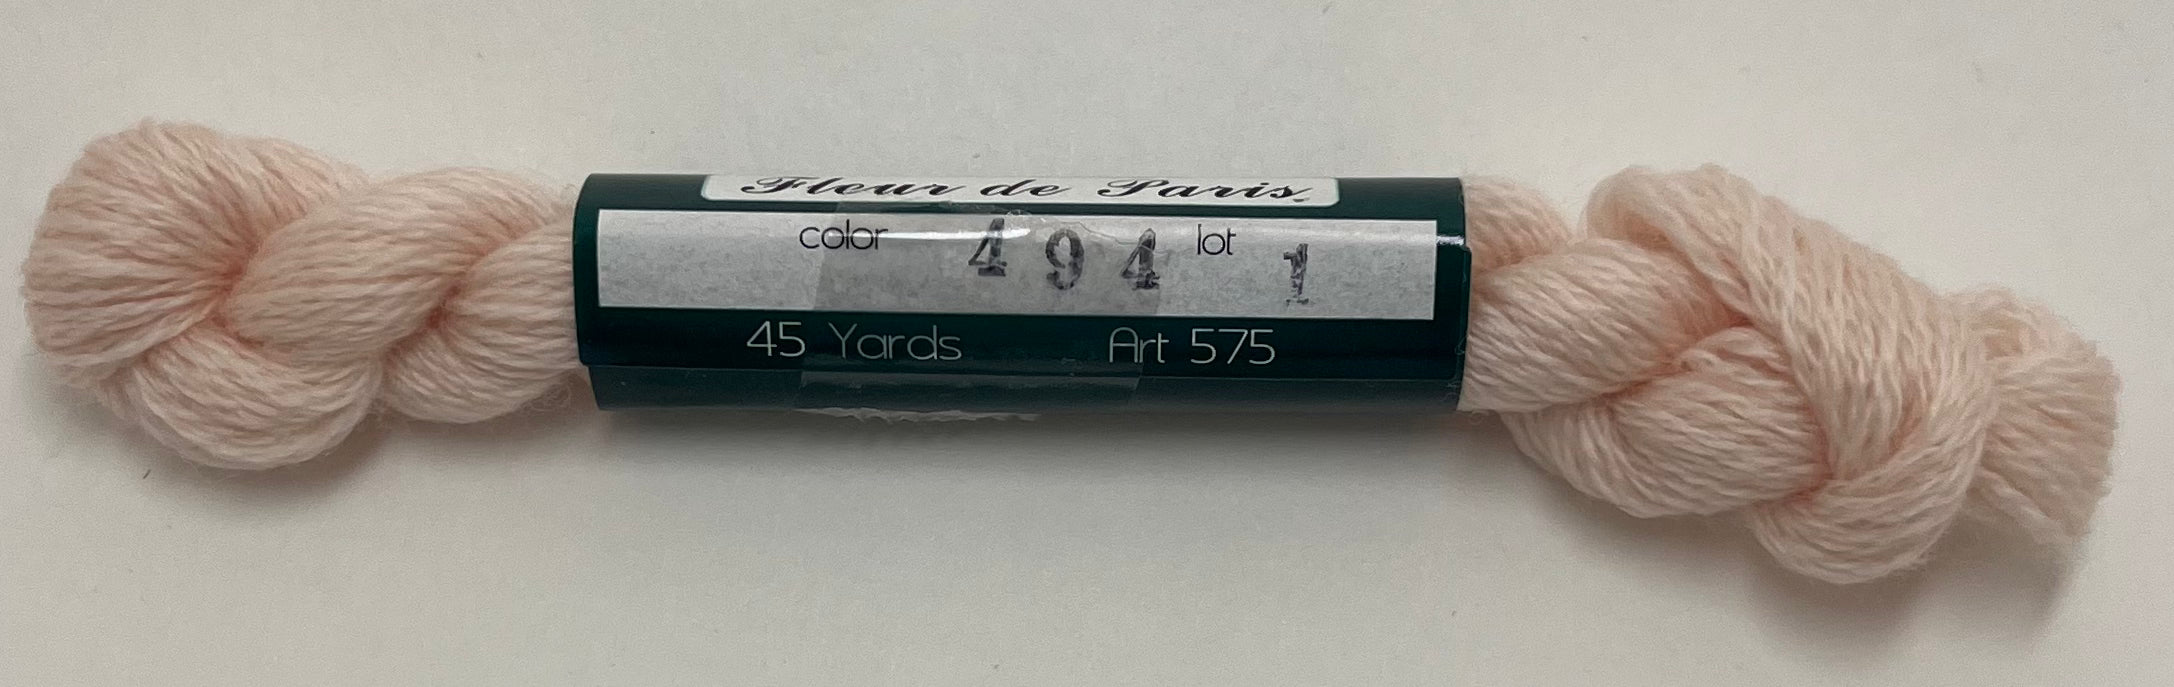 Fleur de Paris.
color 494 lot 1
45 Yards Art 575